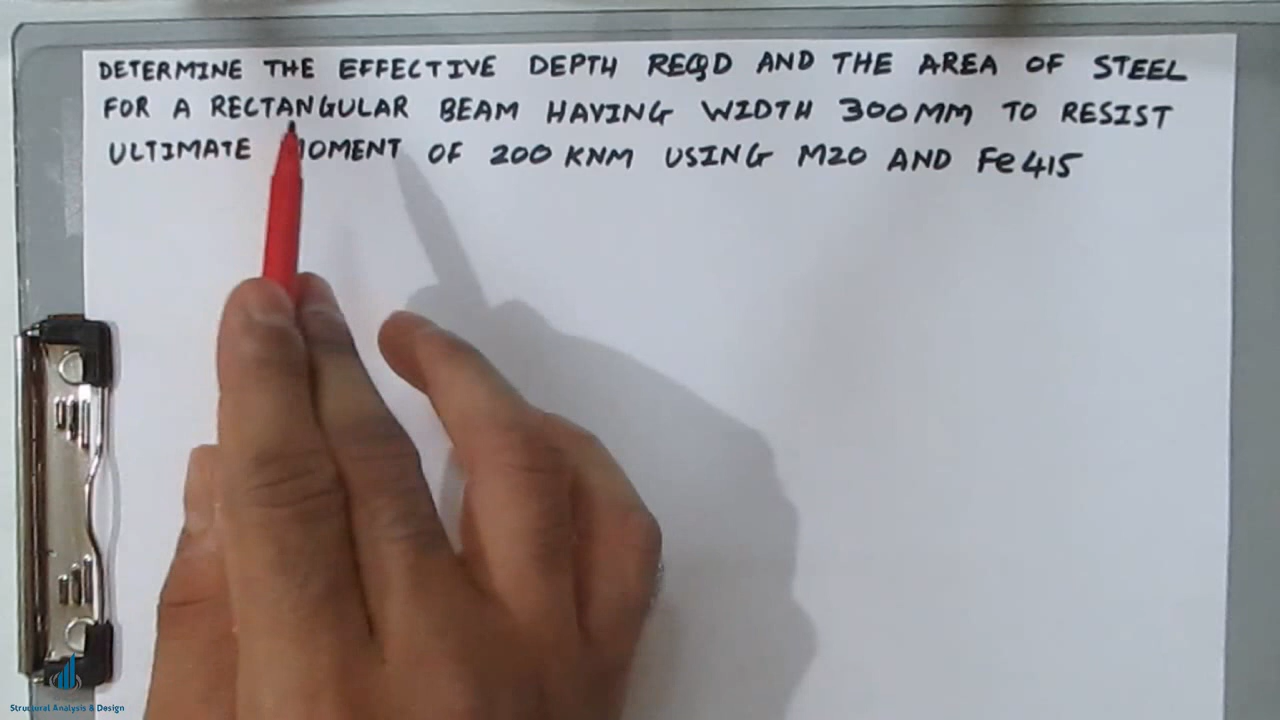 DETERMINE THE EFFECTIVE DEPTH REQD AND THE AREA OF STEEL
FOR A RECTANGULAR BEAM HAVING WIDTH 300MM TO RESIST
ULTIMATE MOMENT OF 200 KNM USING M20 AND Fe415
Structural Analysis & Design